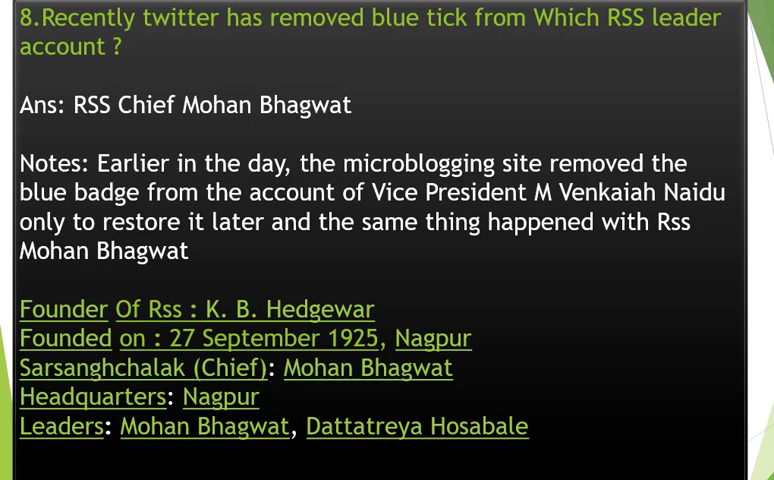 8.Recently twitter has removed blue tick from Which RSS leader
account ?
Ans: RSS Chief Mohan Bhagwat
Notes: Earlier in the day, the microblogging site removed the
blue badge from the account of Vice President M Venkaiah Naidu
only to restore it later and the same thing happened with Rss
Mohan Bhagwat
Founder Of Rss : K. B. Hedgewar
Founded on : 27 September 1925, Nagpur
Sarsanghchalak (Chief): Mohan Bhagwat
Headquarters: Nagpur
Leaders: Mohan Bhagwat, Dattatreya Hosabale